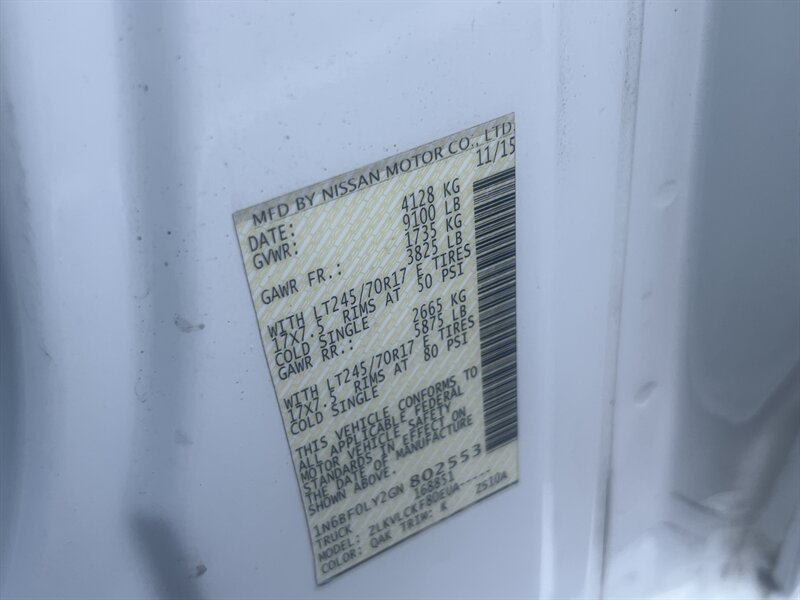 MFD BY NISSAN MOTOR CO., LTD.
DATE: 11/15
GVWR: 4128 KG
9100 LB
GAWR FR.: 1735 KG
3825 LB
WITH LT245/70R17 E TIRES
17X7.5 RIMS AT 50 PSI
COLD SINGLE
GAWR RR.: 2665 KG
5875 LB
WITH LT245/70R17 E TIRES
17X7.5 RIMS AT 80 PSI
COLD SINGLE
THIS VEHICLE CONFORMS TO
ALL APPLICABLE FEDERAL
MOTOR VEHICLE SAFETY
STANDARDS IN EFFECT ON
THE DATE OF MANUFACTURE
SHOWN ABOVE.
1N6BF0LY2GN 802553
TRUCK 168851
MODEL: ZLKVLCKF80EUA-----
COLOR: QAK TRIM: K ZS10A